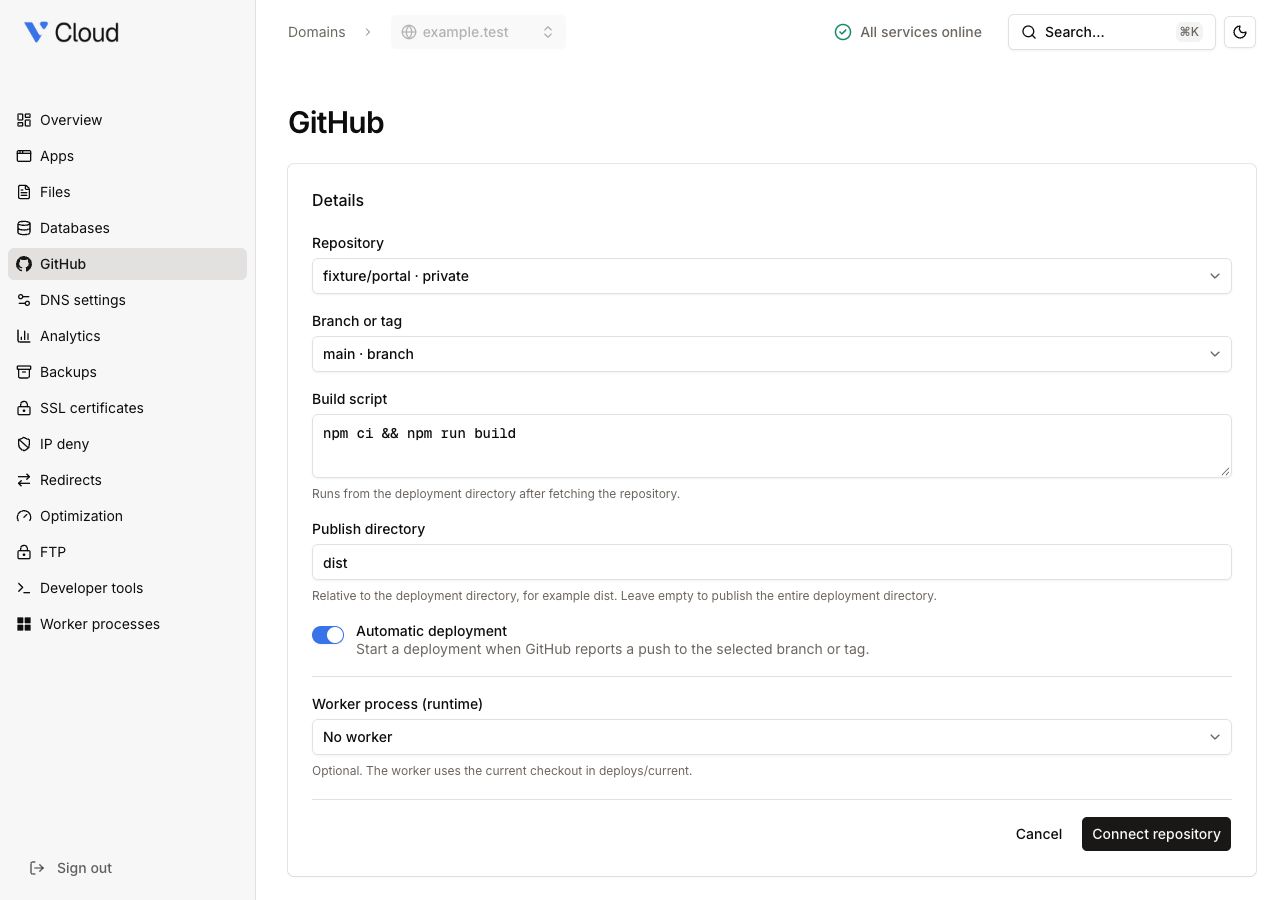 Cloud
Domains
example.test
All services online
Search...
⌘K
Overview
Apps
Files
Databases
GitHub
DNS settings
Analytics
Backups
SSL certificates
IP deny
Redirects
Optimization
FTP
Developer tools
Worker processes
Sign out
GitHub
Details
Repository
fixture/portal · private
Branch or tag
main · branch
Build script
npm ci && npm run build
Runs from the deployment directory after fetching the repository.
Publish directory
dist
Relative to the deployment directory, for example dist. Leave empty to publish the entire deployment directory.
Automatic deployment
Start a deployment when GitHub reports a push to the selected branch or tag.
Worker process (runtime)
No worker
Optional. The worker uses the current checkout in deploys/current.
Cancel
Connect repository